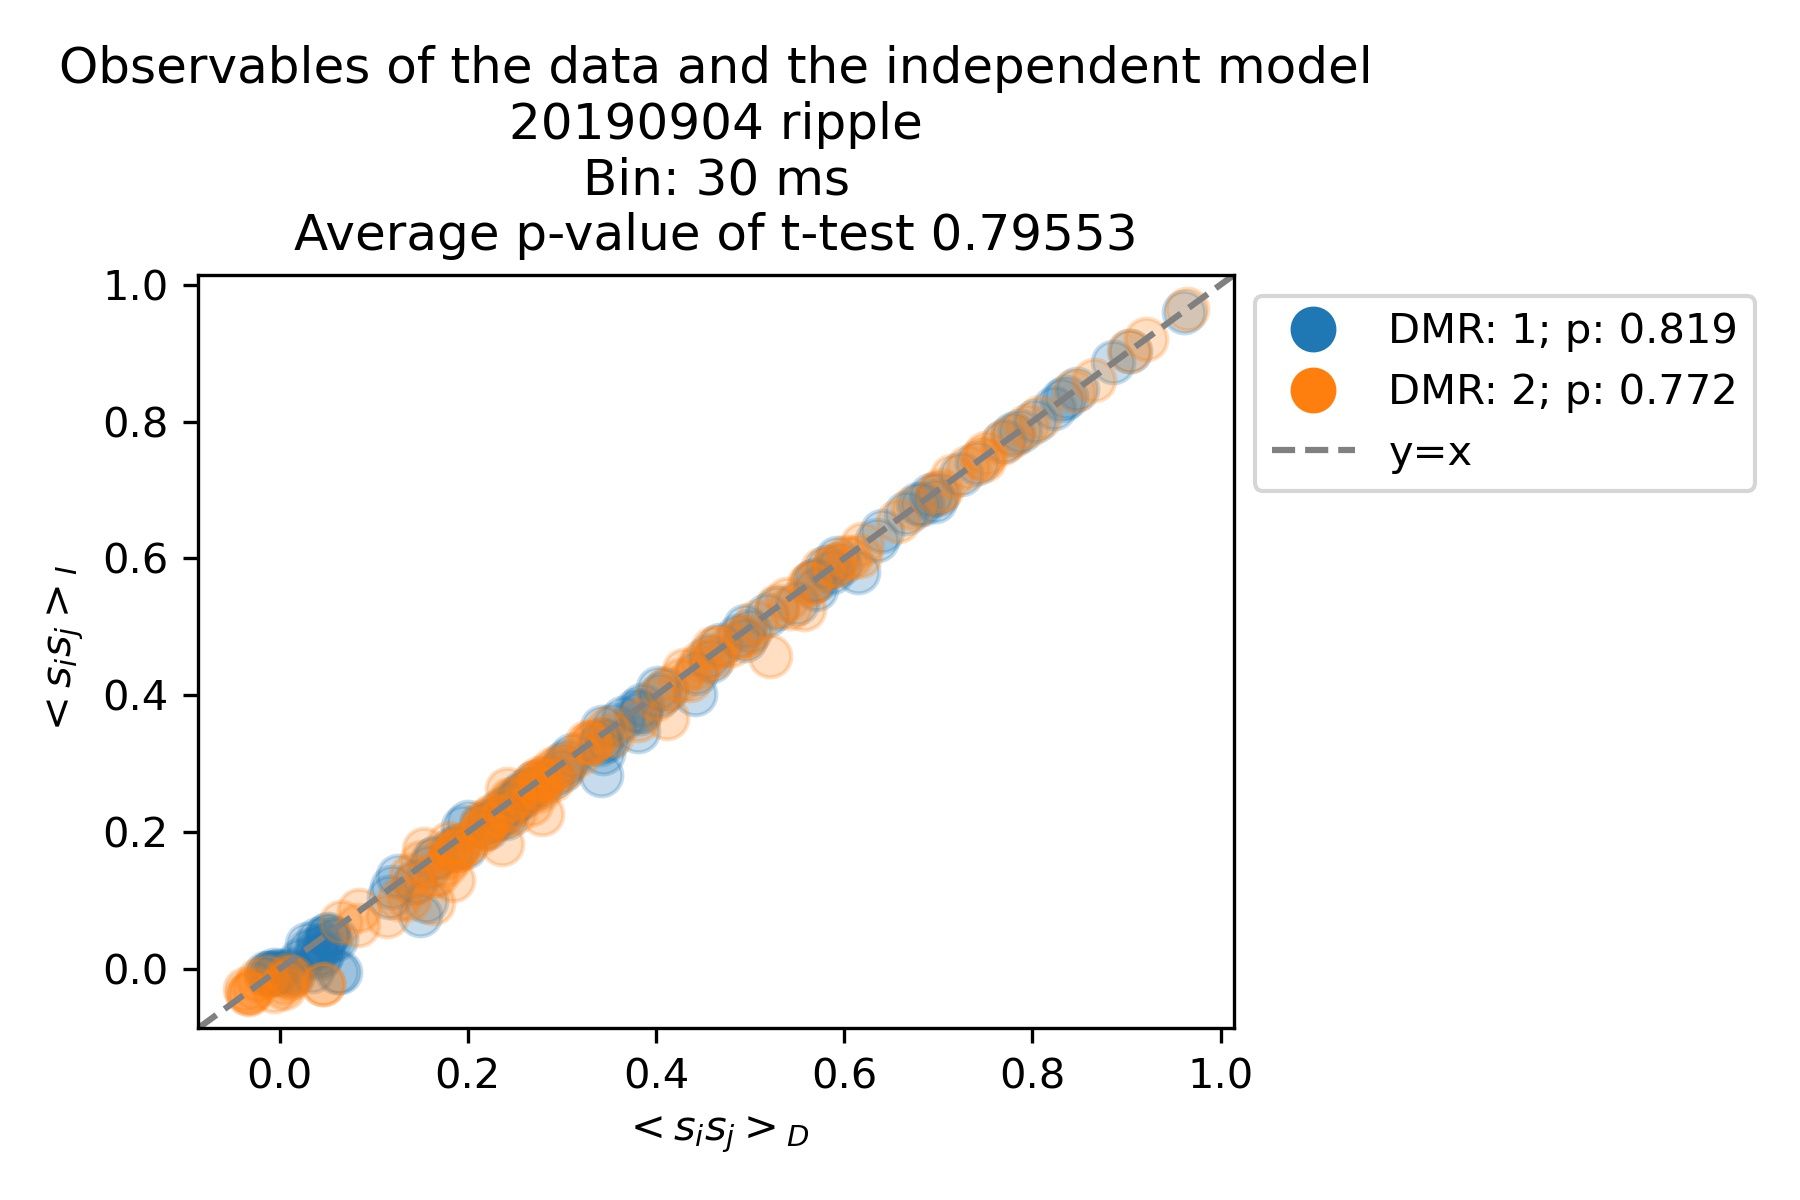 Observables of the data and the independent model
20190904 ripple
Bin: 30 ms
Average p-value of t-test 0.79553
1.0
0.8
0.6
0.4
0.2
0.0
<s_i s_j>_I
0.0 0.2 0.4 0.6 0.8 1.0
<s_i s_j>_D
DMR: 1; p: 0.819
DMR: 2; p: 0.772
y=x